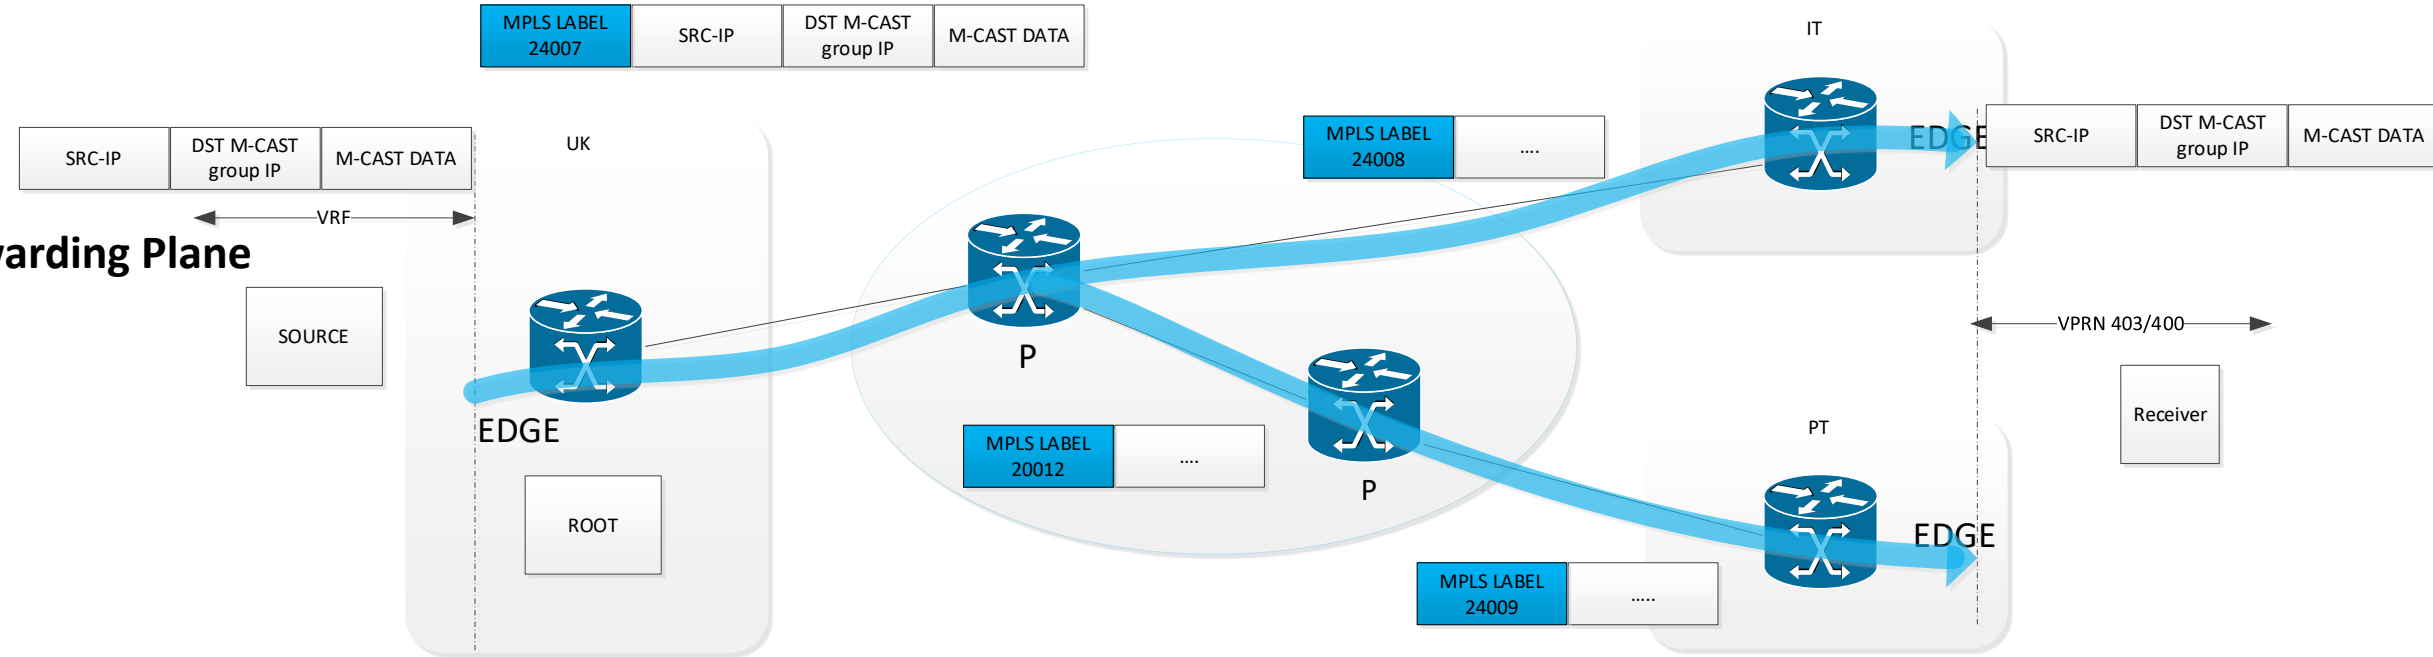 MPLS LABEL
24007
SRC-IP
DST M-CAST
group IP
M-CAST DATA
IT
SRC-IP
DST M-CAST
group IP
M-CAST DATA
UK
MPLS LABEL
24008
....
EDGE
SRC-IP
DST M-CAST
group IP
M-CAST DATA
VRF
warding Plane
SOURCE
P
VPRN 403/400
EDGE
MPLS LABEL
20012
....
P
PT
Receiver
ROOT
EDGE
MPLS LABEL
24009
.....